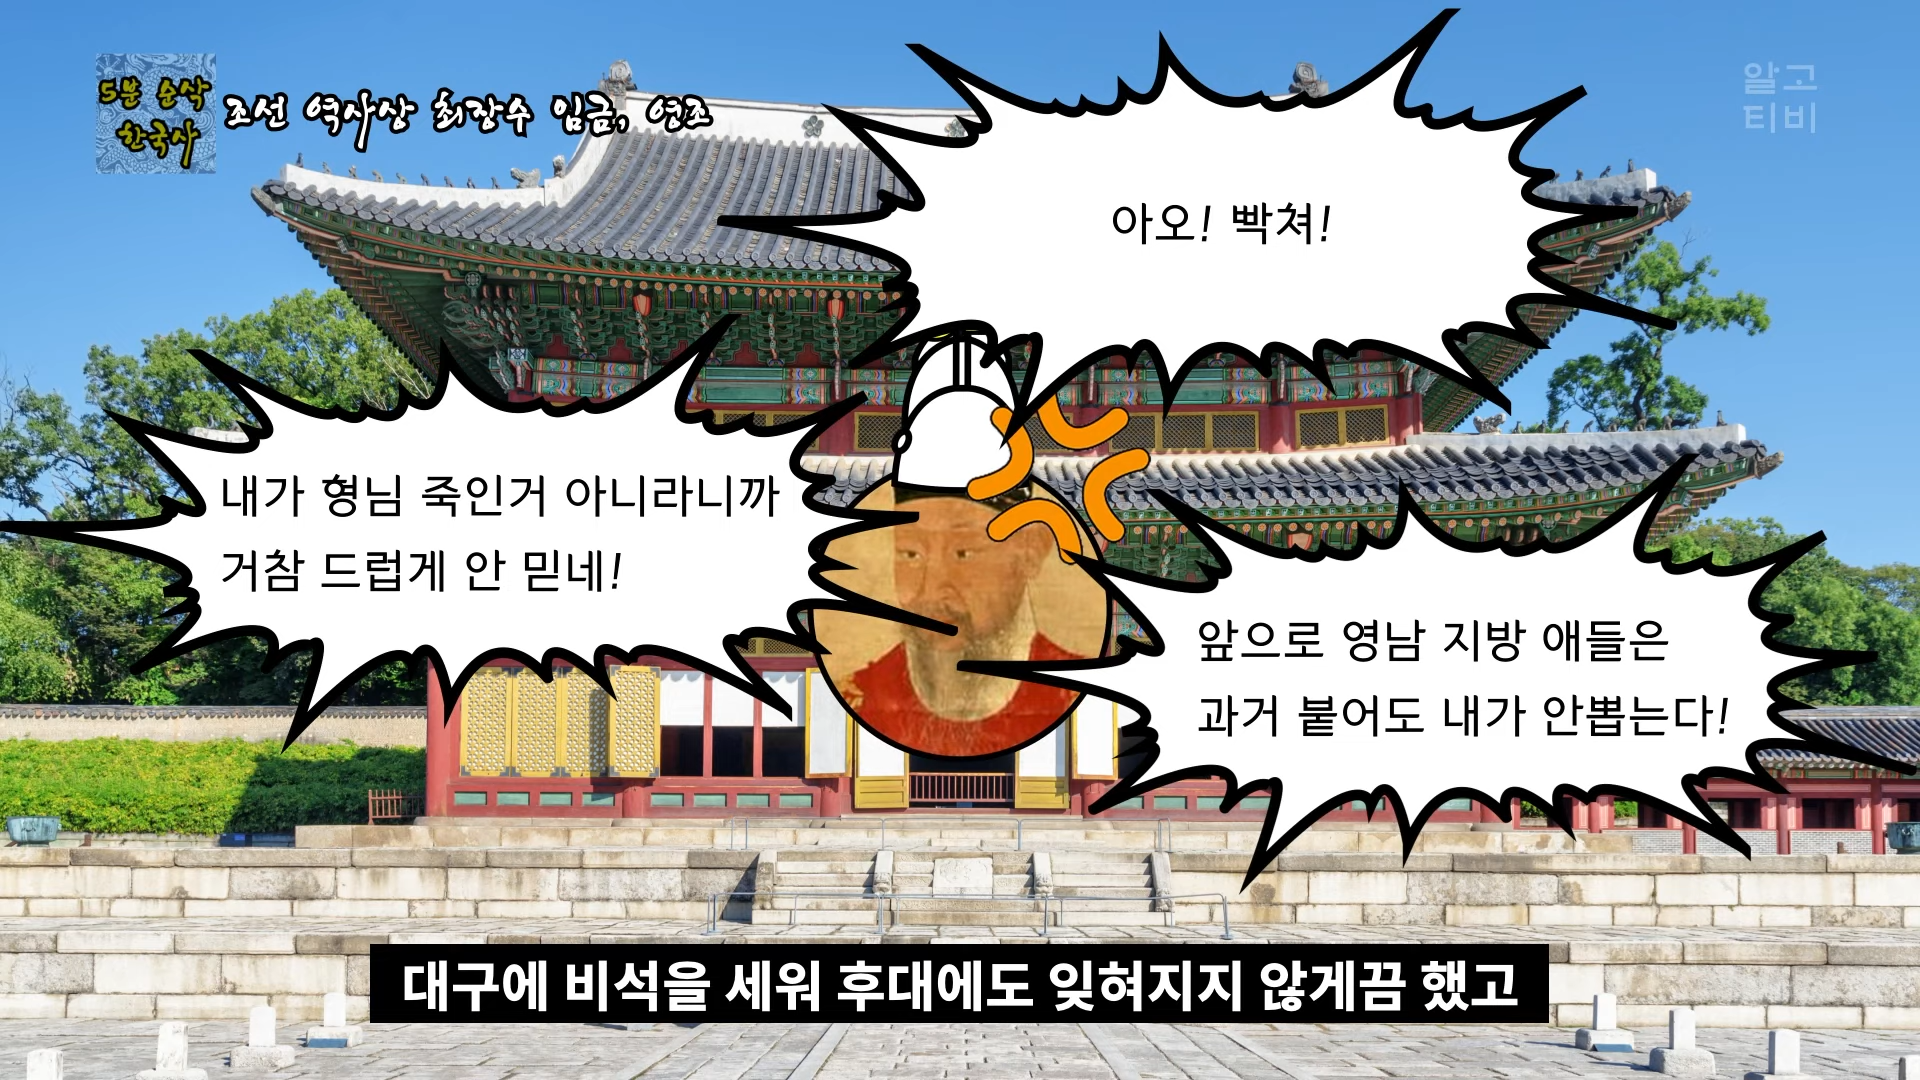 5분 순삭
한국사
조선 역사상 최장수 임금, 영조
알고
티비
아오! 빡쳐!
내가 형님 죽인거 아니라니까
거참 드럽게 안 믿네!
앞으로 영남 지방 애들은
과거 붙어도 내가 안뽑는다!
대구에 비석을 세워 후대에도 잊혀지지 않게끔 했고